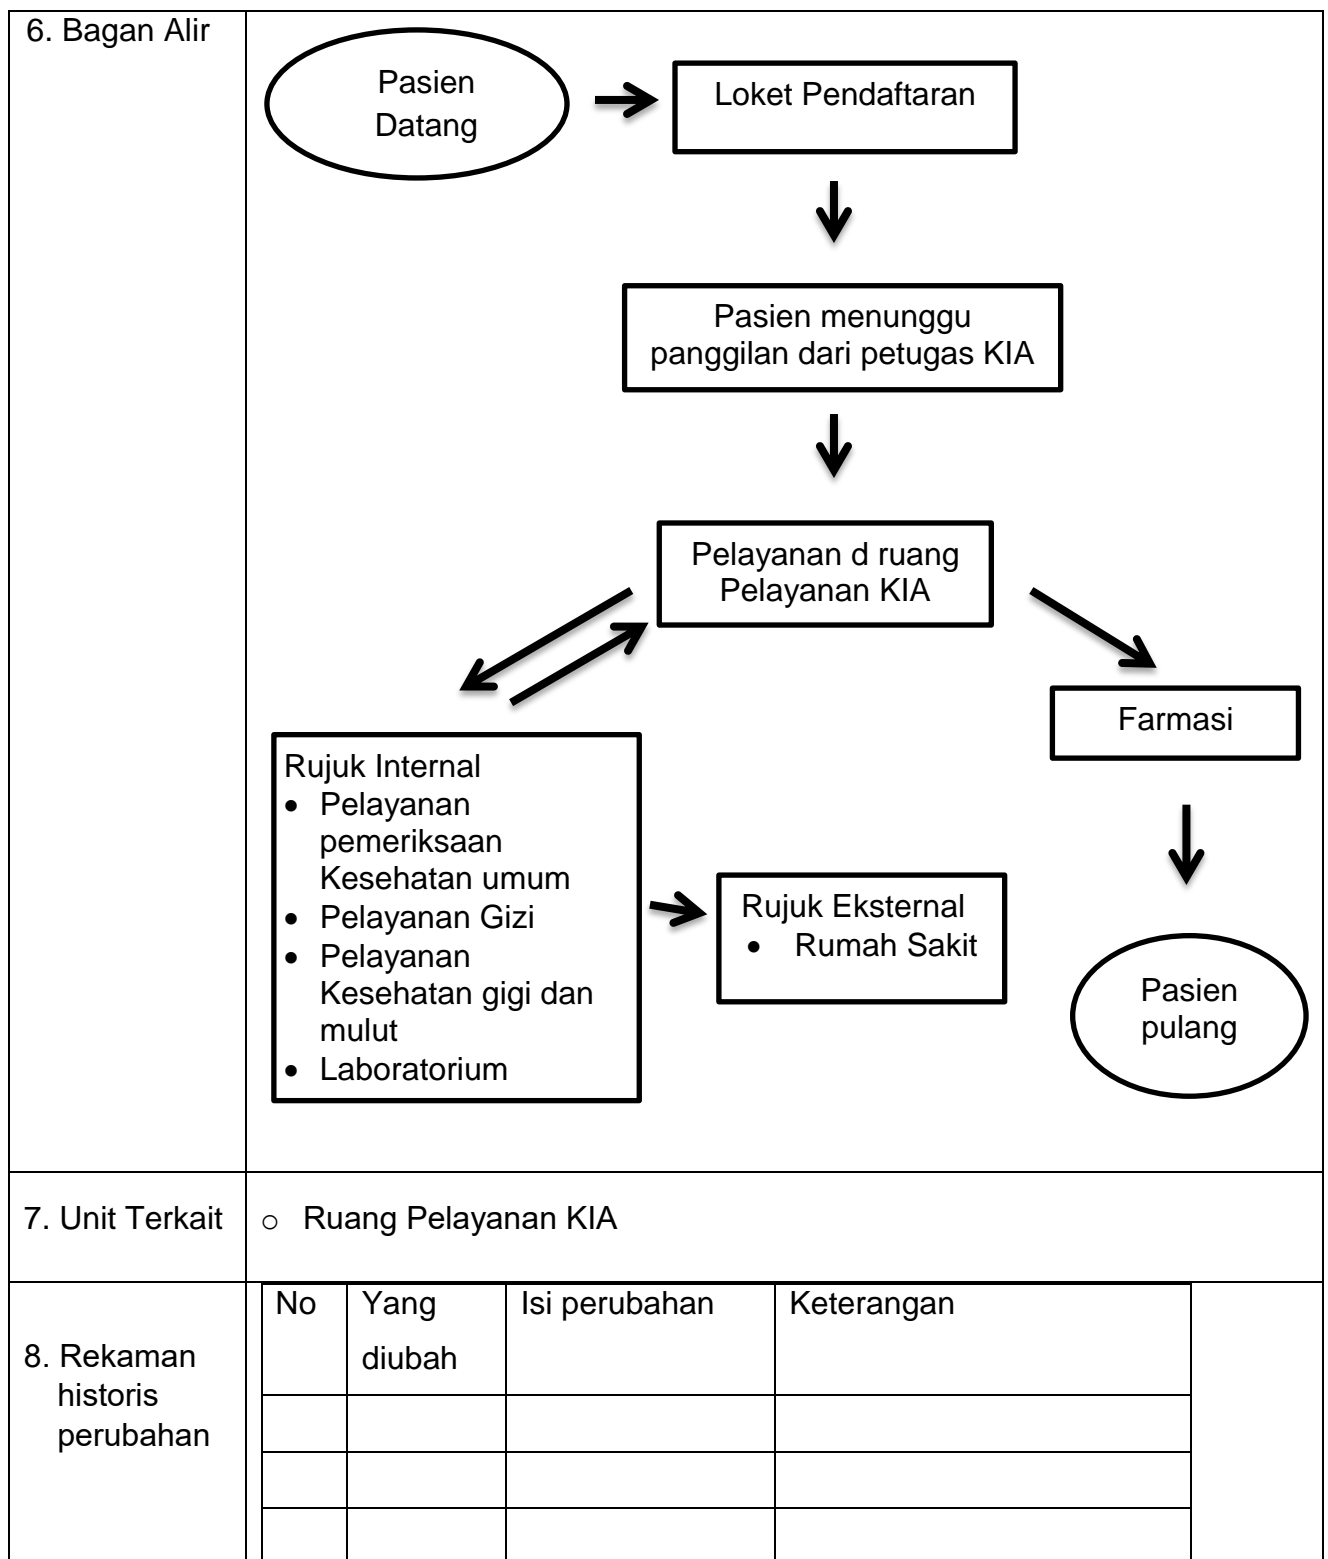 6. Bagan Alir
Pasien
Datang
Loket Pendaftaran
Pasien menunggu
panggilan dari petugas KIA
Pelayanan d ruang
Pelayanan KIA
Farmasi
Rujuk Internal
• Pelayanan
pemeriksaan
Kesehatan umum
• Pelayanan Gizi
• Pelayanan
Kesehatan gigi dan
mulut
• Laboratorium
Rujuk Eksternal
• Rumah Sakit
Pasien
pulang
7. Unit Terkait
o Ruang Pelayanan KIA
8. Rekaman
historis
perubahan
No
Yang
diubah
Isi perubahan
Keterangan